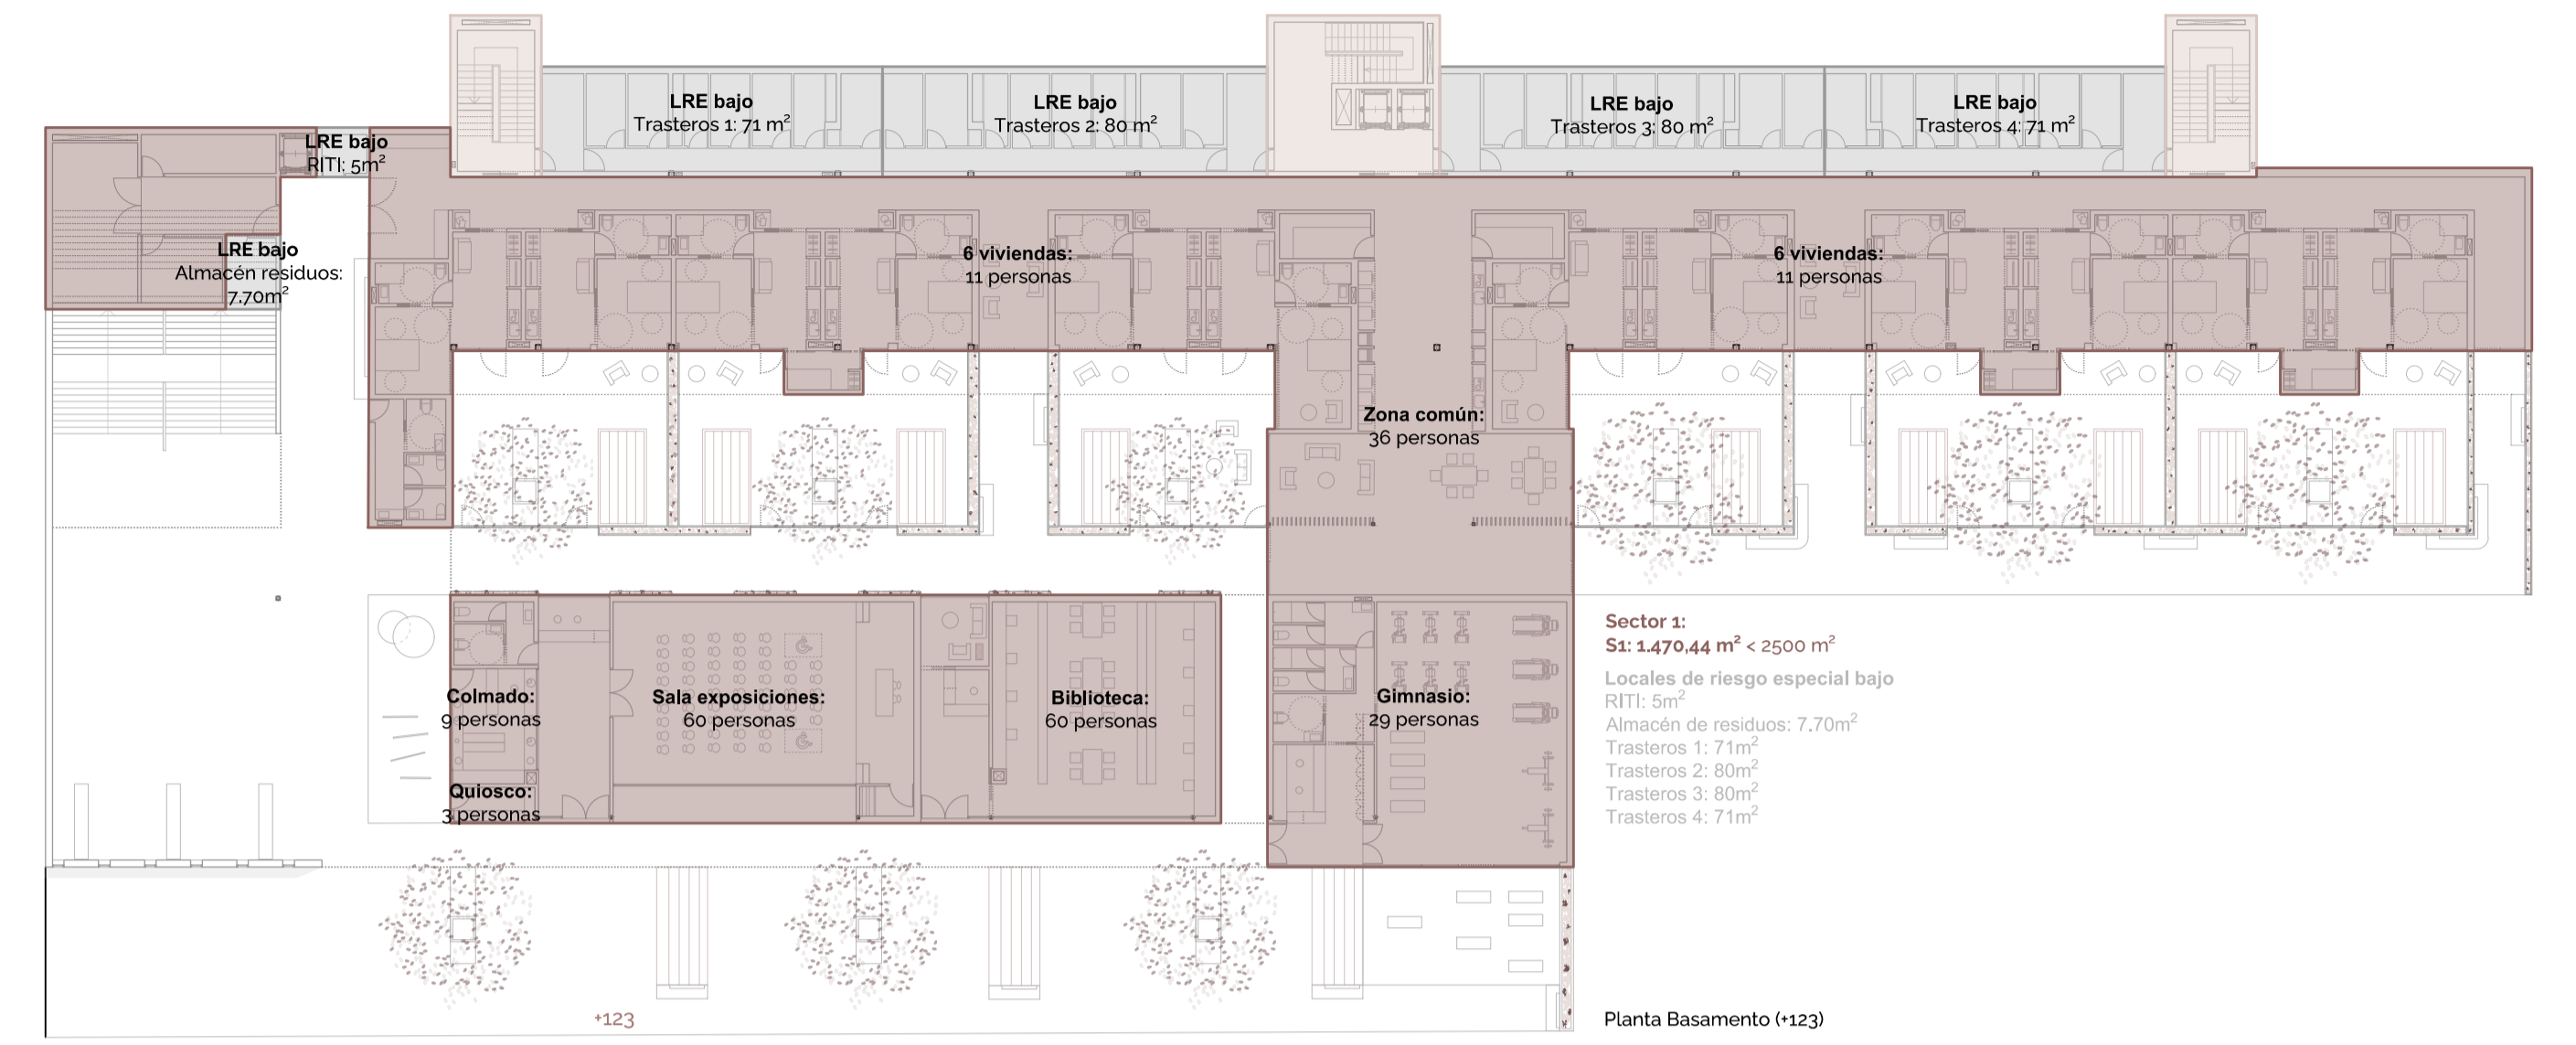 LRE bajo
Trasteros 1: 71 m²
LRE bajo
Trasteros 2: 80 m²
LRE bajo
Trasteros 3: 80 m²
LRE bajo
Trasteros 4: 71 m²
LRE bajo
RITI: 5m²
LRE bajo
Almacén residuos:
7.70m²
6 viviendas:
11 personas
6 viviendas:
11 personas
Zona común:
36 personas
Colmado:
9 personas
Sala exposiciones:
60 personas
Biblioteca:
60 personas
Gimnasio:
29 personas
Quiosco:
3 personas
Sector 1:
S1: 1.470,44 m² < 2500 m²
Locales de riesgo especial bajo
RITI: 5m²
Almacén de residuos: 7.70m²
Trasteros 1: 71m²
Trasteros 2: 80m²
Trasteros 3: 80m²
Trasteros 4: 71m²
+123
Planta Basamento (+123)